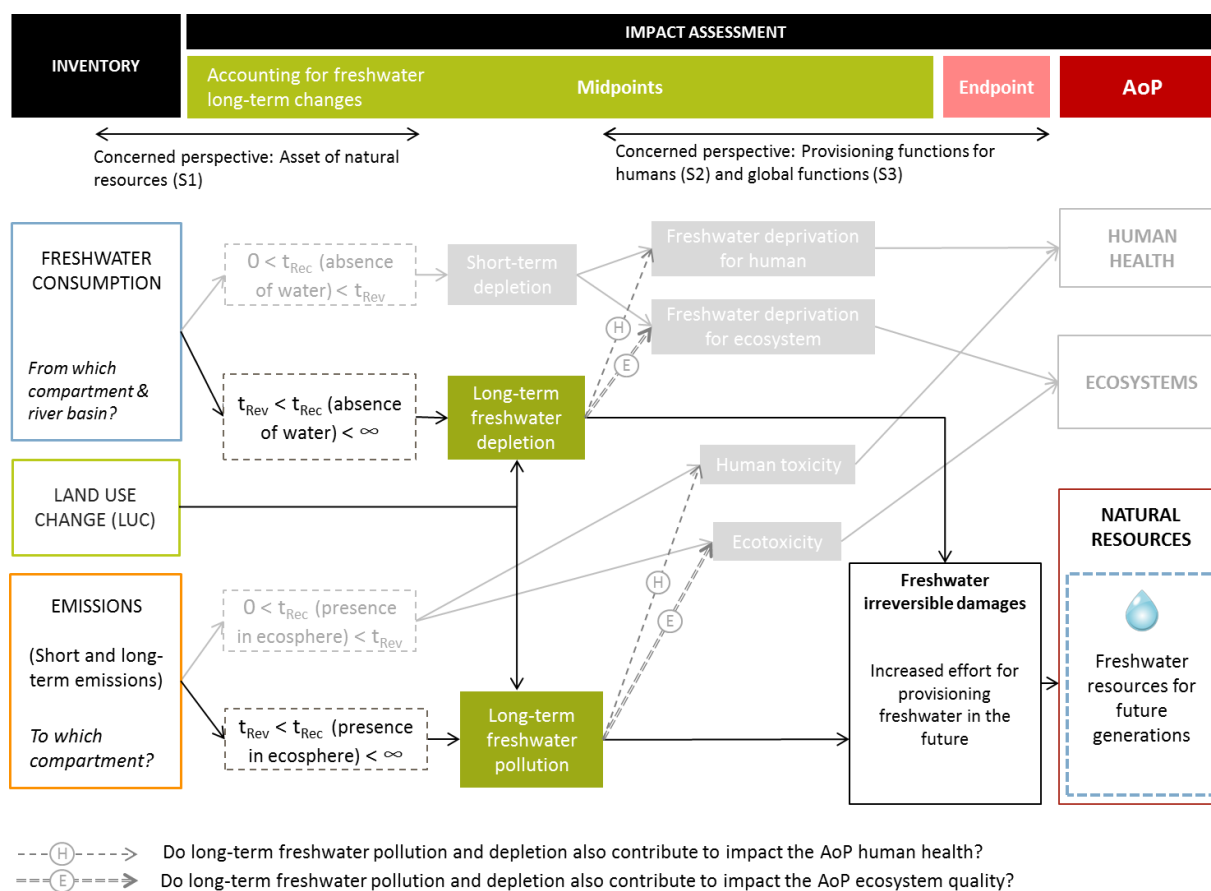 INVENTORY
IMPACT ASSESSMENT
Accounting for freshwater
long-term changes
Midpoints
Endpoint
AoP
Concerned perspective: Asset of natural
resources (S1)
Concerned perspective: Provisioning functions for
humans (S2) and global functions (S3)
FRESHWATER
CONSUMPTION
From which
compartment &
river basin?
0 < tRec (absence
of water) < tRev
Short-term
depletion
Freshwater deprivation
for human
Freshwater deprivation
for ecosystem
HUMAN
HEALTH
ECOSYSTEMS
H
E
tRev < tRec (absence
of water) < ∞
Long-term
freshwater
depletion
LAND USE
CHANGE (LUC)
Human toxicity
Ecotoxicity
H
E
EMISSIONS
(Short and long-
term emissions)
To which
compartment?
0 < tRec (presence
in ecosphere) < tRev
tRev < tRec (presence
in ecosphere) < ∞
Long-term
freshwater
pollution
Freshwater
irreversible damages
Increased effort for
provisioning
freshwater in the
future
NATURAL
RESOURCES
Freshwater
resources for
future
generations
H
Do long-term freshwater pollution and depletion also contribute to impact the AoP human health?
E
Do long-term freshwater pollution and depletion also contribute to impact the AoP ecosystem quality?